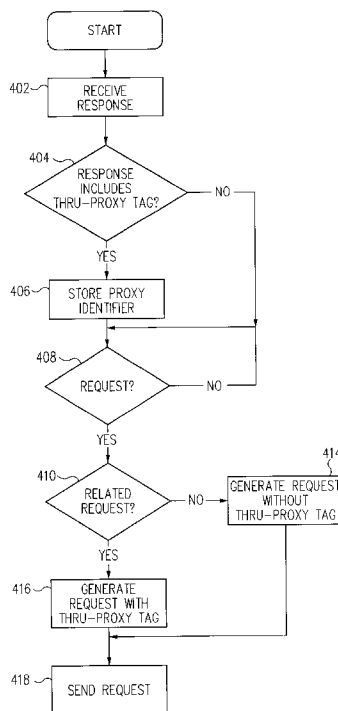 START
402
RECEIVE
RESPONSE
404
RESPONSE
INCLUDES
THRU-PROXY TAG?
NO
YES
406
STORE PROXY
IDENTIFIER
408
REQUEST?
NO
YES
410
RELATED
REQUEST?
NO
414
GENERATE REQUEST
WITHOUT
THRU-PROXY TAG
YES
416
GENERATE
REQUEST WITH
THRU-PROXY TAG
418
SEND REQUEST